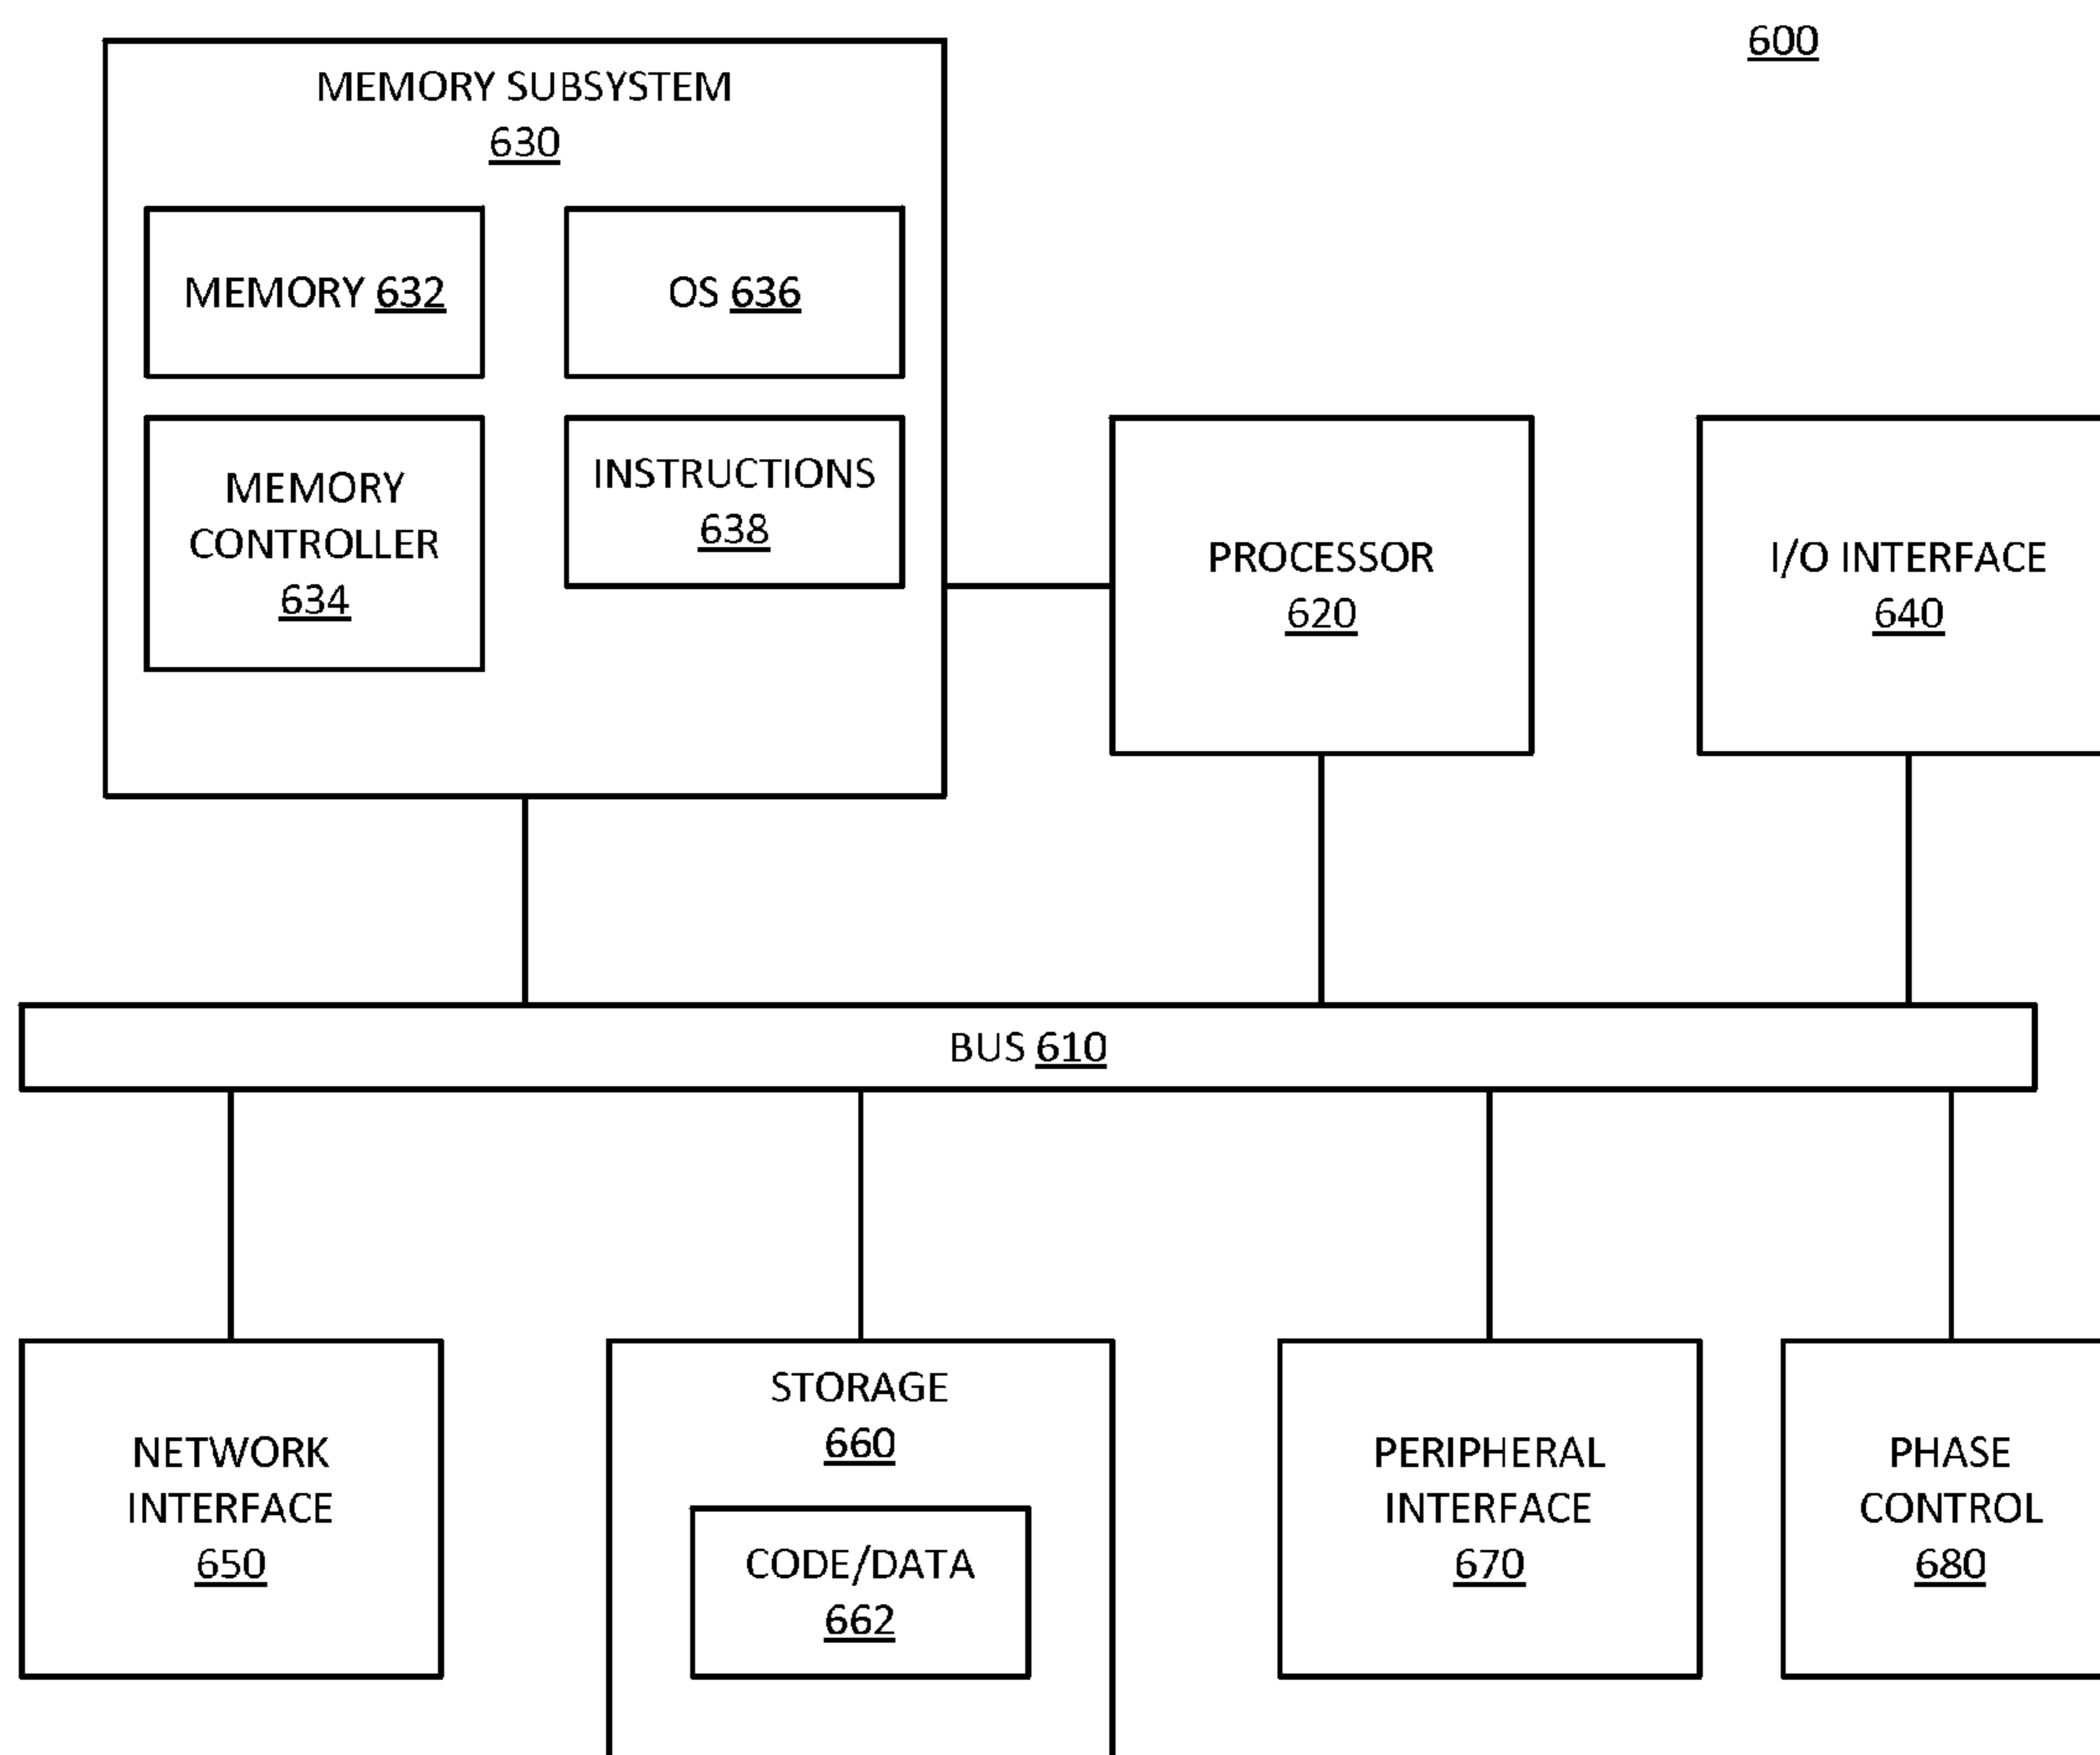 600
MEMORY SUBSYSTEM
630
MEMORY 632
OS 636
MEMORY
CONTROLLER
634
INSTRUCTIONS
638
PROCESSOR
620
I/O INTERFACE
640
BUS 610
NETWORK
INTERFACE
650
STORAGE
660
CODE/DATA
662
PERIPHERAL
INTERFACE
670
PHASE
CONTROL
680